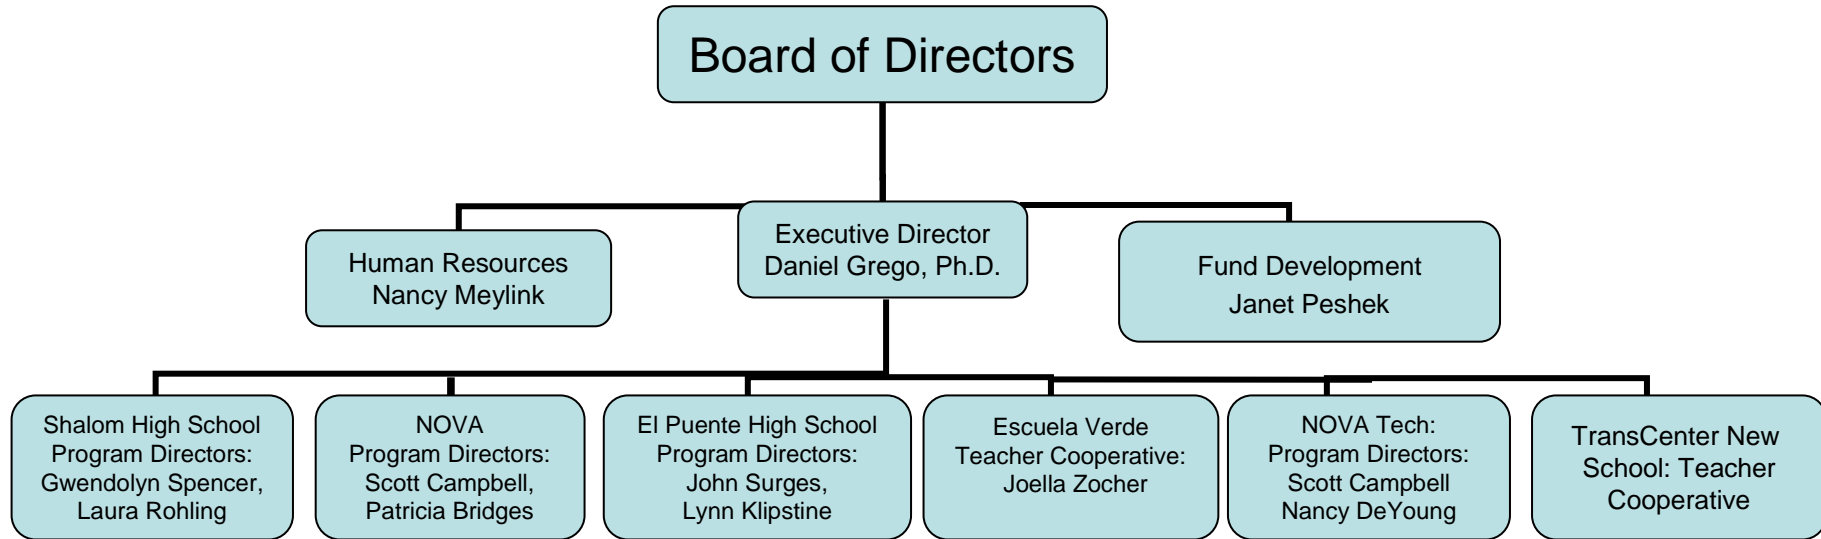 Board of Directors
Executive Director
Daniel Grego, Ph.D.
Human Resources
Nancy Meylink
Fund Development
Janet Peshek
Shalom High School
Program Directors:
Gwendolyn Spencer,
Laura Rohling
NOVA
Program Directors:
Scott Campbell,
Patricia Bridges
El Puente High School
Program Directors:
John Surges,
Lynn Klipstine
Escuela Verde
Teacher Cooperative:
Joella Zocher
NOVA Tech:
Program Directors:
Scott Campbell
Nancy DeYoung
TransCenter New
School: Teacher
Cooperative